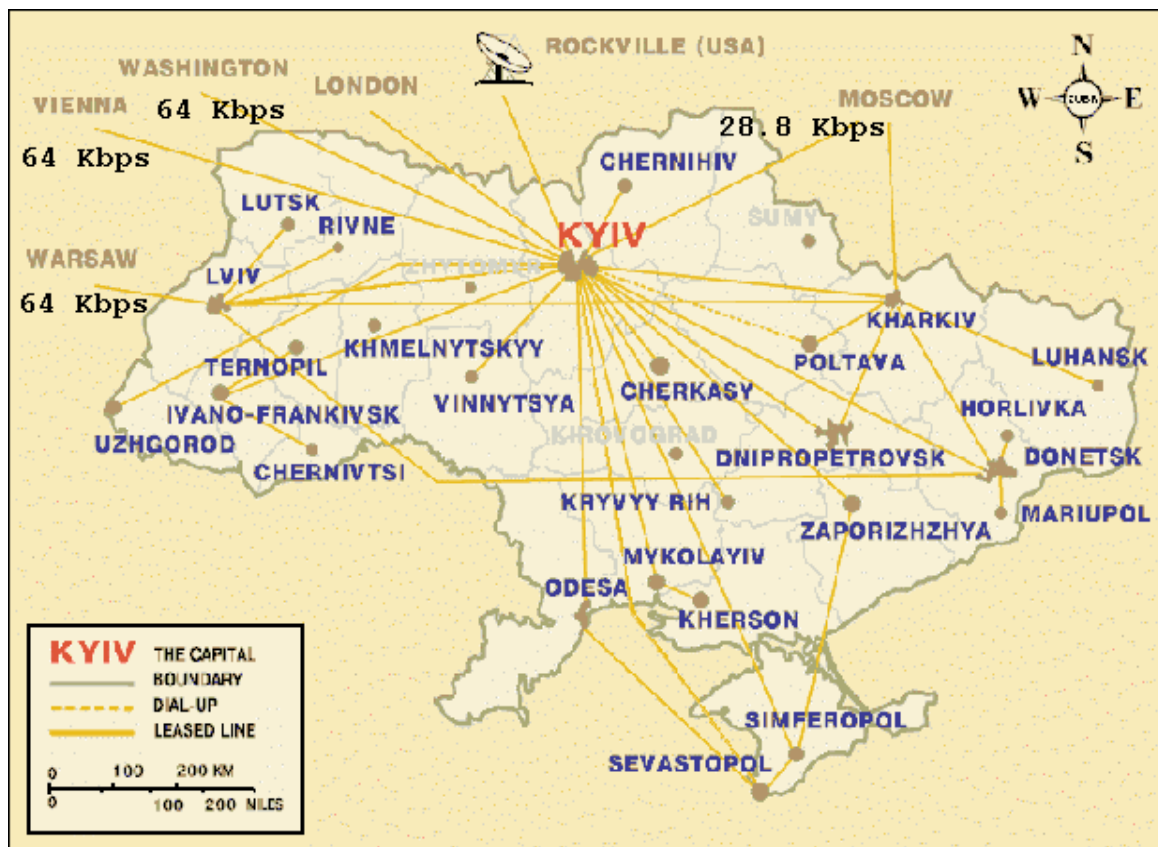 ROCKVILLE (USA)
WASHINGTON
LONDON
VIENNA
64 Kbps
MOSCOW
28.8 Kbps
64 Kbps
N
W
E
S
CHERNIHIV
LUTSK
RIVNE
ŠUMY
KYIV
WARSAW
ZHYTOMYR
LVIV
64 Kbps
KHARKIV
KHMELNYTSKYY
POLTAVA
LUHANSK
TERNOPIL
CHERKASY
VINNYTSYA
HORLIVKA
IVANO-FRANKIVSK
KIROVOGRAD
UZHGOROD
DNIPROPETROVSK
DONETSK
CHERNIVTSI
KRYVYY RIH
MARIUPOL
ZAPORIZHZHYA
MYKOLAYIV
ODESA
KHERSON
SIMFEROPOL
SEVASTOPOL
KYIV THE CAPITAL
BOUNDARY
DIAL-UP
LEASED LINE
0 100 200 KM
0 100 200 NILES